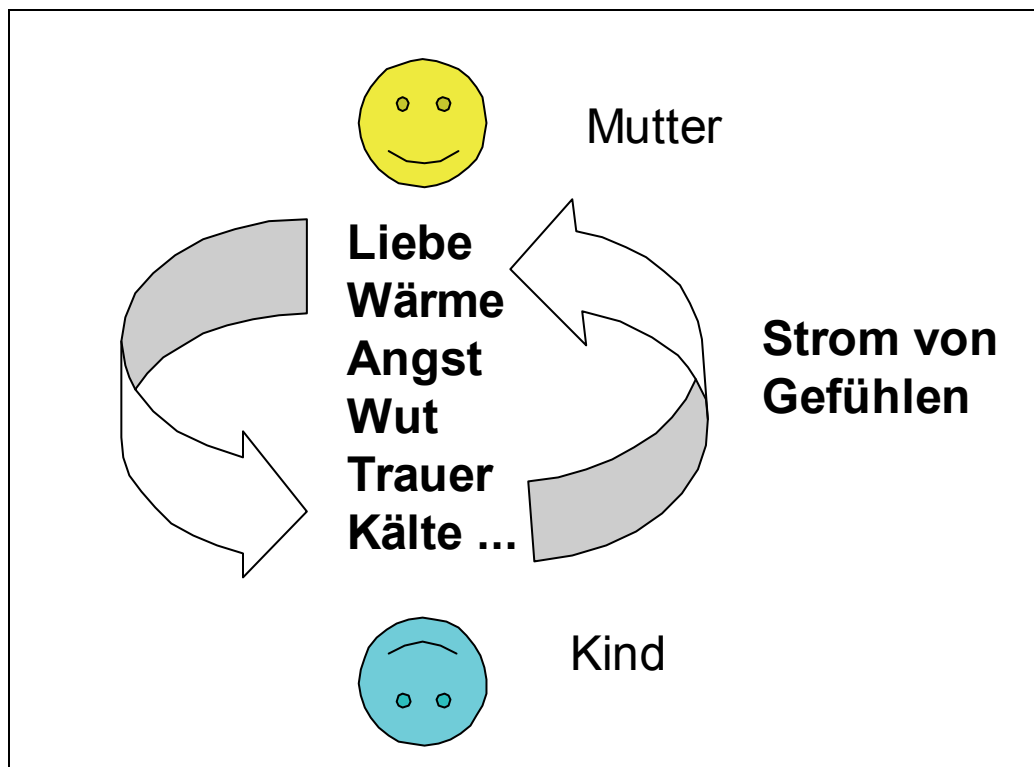 Mutter
Liebe
Wärme
Angst
Wut
Trauer
Kälte ...
Strom von
Gefühlen
Kind